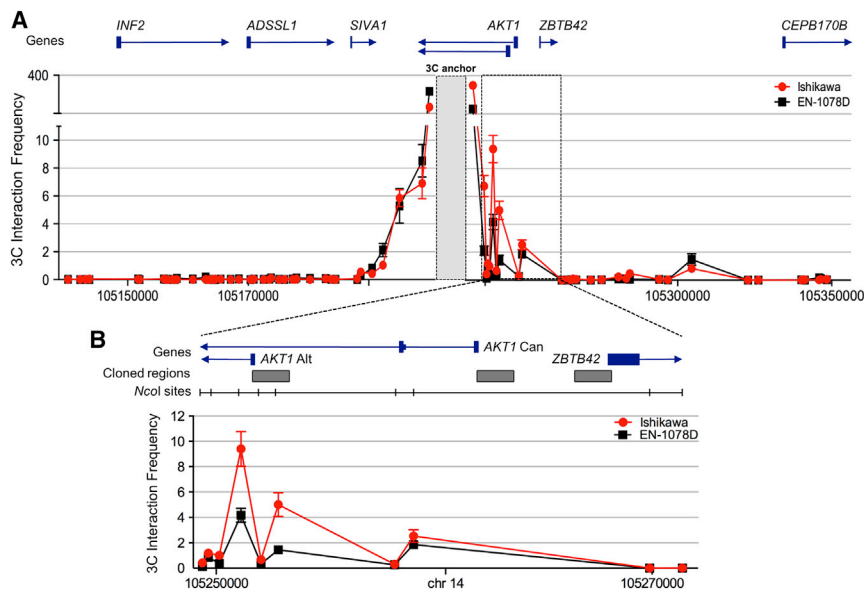 A
INF2 ADSSL1 SIVA1 AKT1 ZBTB42 CEPB170B
Genes
3C anchor
400
Ishikawa
EN-1078D
10
8
6
4
2
0
3C Interaction Frequency
105150000 105170000 105300000 105350000
B
Genes
AKT1 Can
AKT1 Alt
ZBTB42
Cloned regions
NcoI sites
12
10
8
6
4
2
0
3C Interaction Frequency
Ishikawa
EN-1078D
105250000 chr 14 105270000